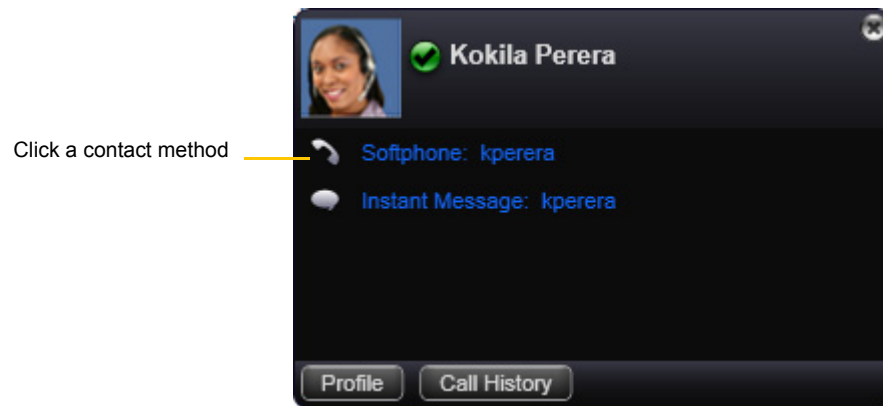 Kokila Perera
Click a contact method
Softphone: kperera
Instant Message: kperera
Profile
Call History